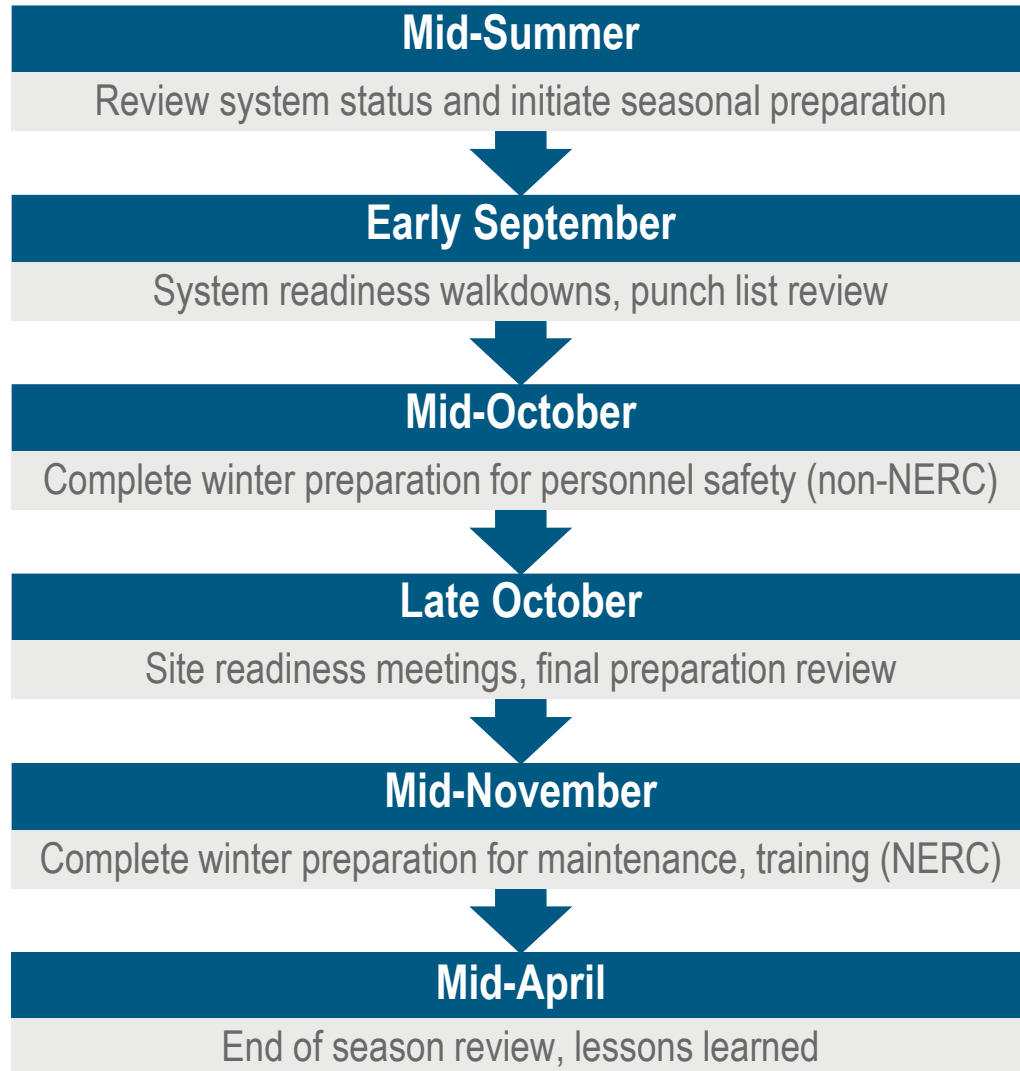 Mid-Summer
Review system status and initiate seasonal preparation
Early September
System readiness walkdowns, punch list review
Mid-October
Complete winter preparation for personnel safety (non-NERC)
Late October
Site readiness meetings, final preparation review
Mid-November
Complete winter preparation for maintenance, training (NERC)
Mid-April
End of season review, lessons learned